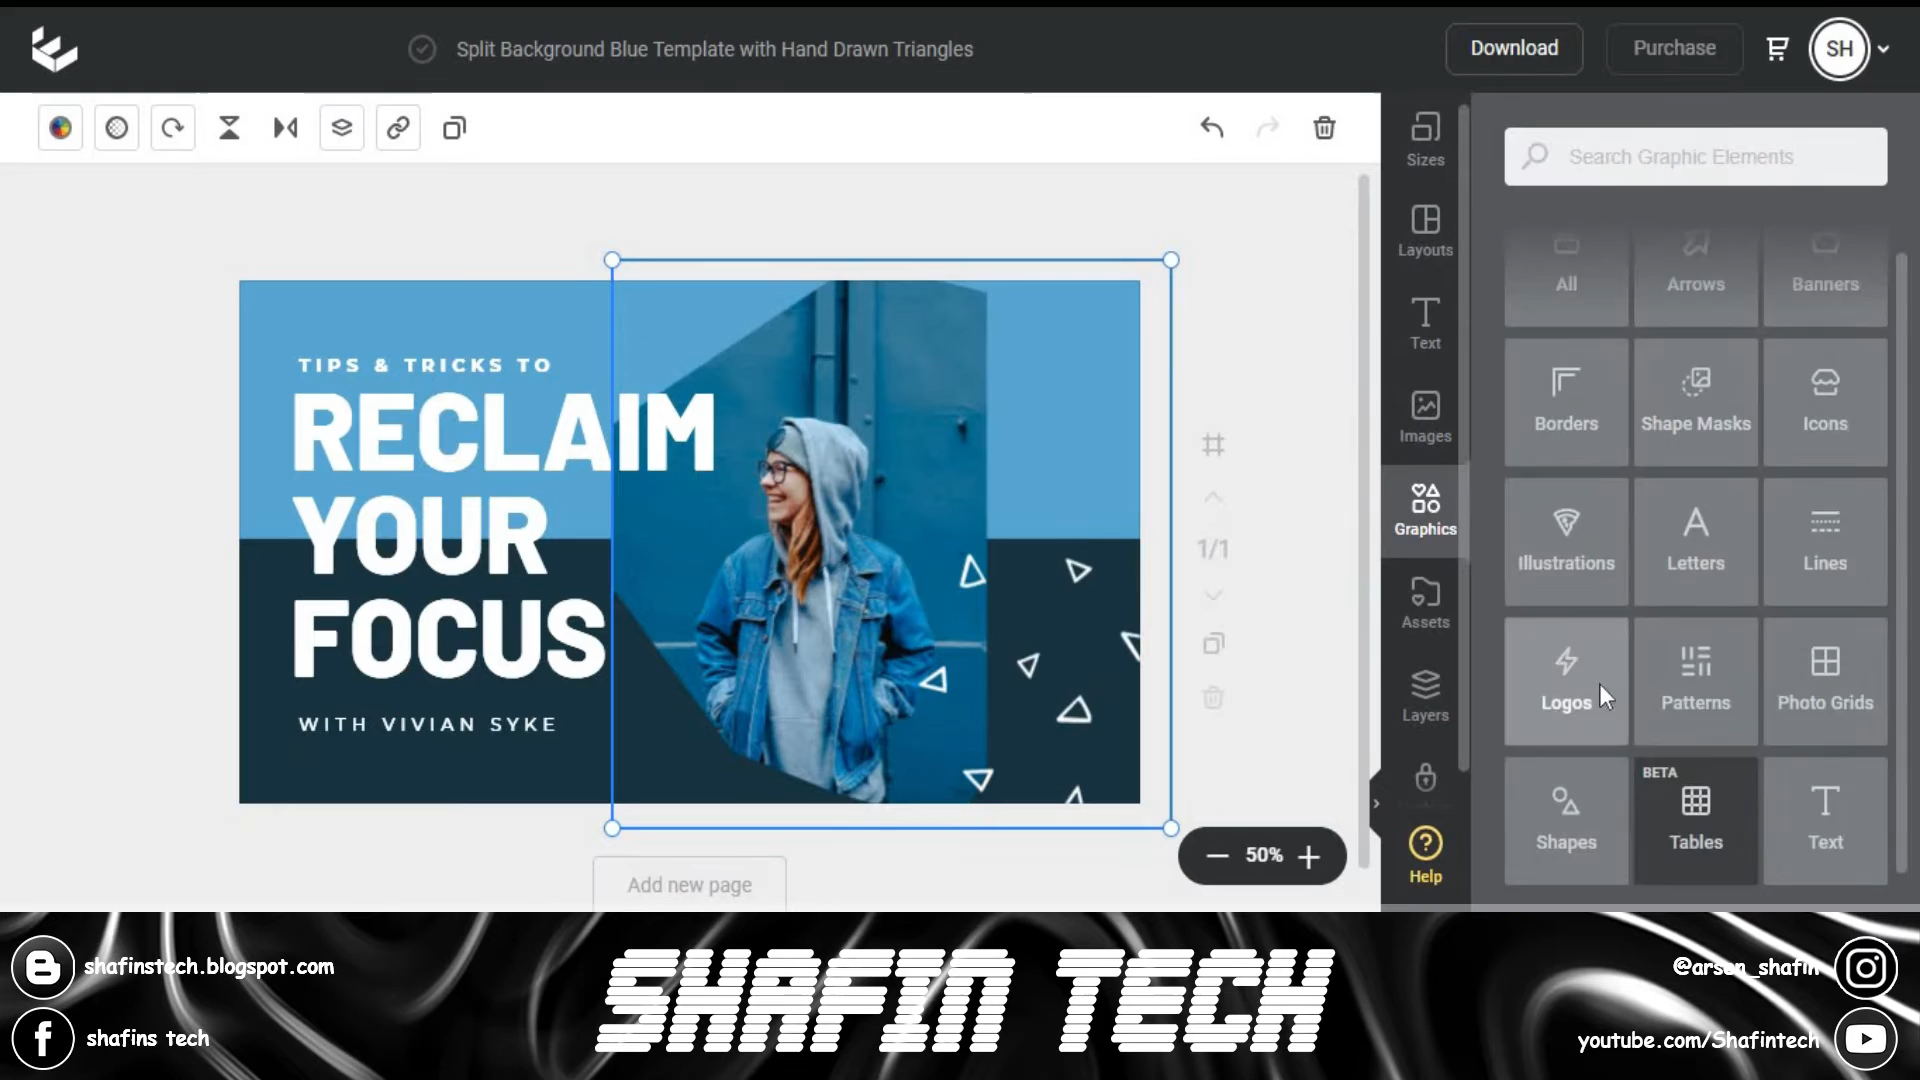 Split Background Blue Template with Hand Drawn Triangles
Download
Purchase
SH
Sizes
Layouts
Text
Images
Graphics
Assets
Layers
Help
Search Graphic Elements
All
Arrows
Banners
Borders
Shape Masks
Icons
Illustrations
Letters
Lines
Logos
Patterns
Photo Grids
Shapes
BETA
Tables
Text
TIPS & TRICKS TO
RECLAIM
YOUR
FOCUS
WITH VIVIAN SYKE
1/1
50%
Add new page
shafinstech.blogspot.com
shafins tech
SHAFIN TECH
@arsen_shafin
youtube.com/Shafintech